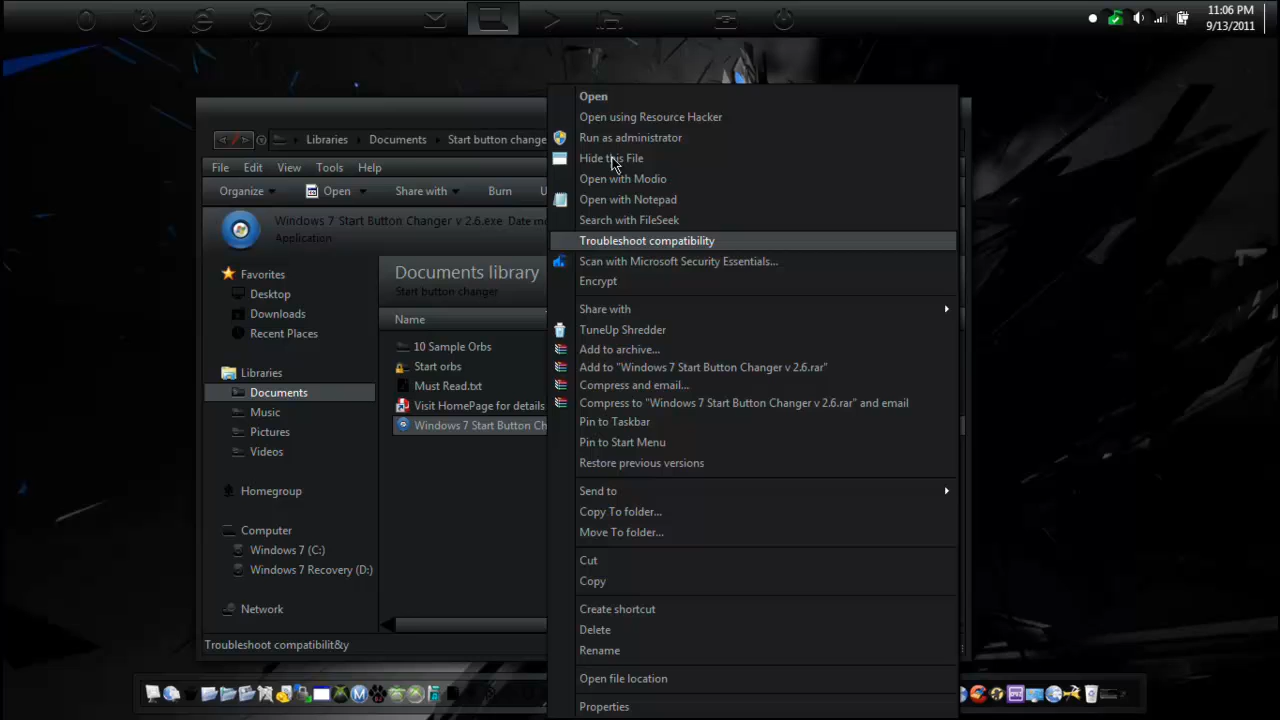 11:06 PM
9/13/2011
Libraries
Documents
Start button change
File
Edit
View
Tools
Help
Organize
Open
Share with
Burn
Windows 7 Start Button Changer v 2.6.exe
Application
Favorites
Desktop
Downloads
Recent Places
Libraries
Documents
Music
Pictures
Videos
Homegroup
Computer
Windows 7 (C:)
Windows 7 Recovery (D:)
Network
Documents library
Start button changer
Name
10 Sample Orbs
Start orbs
Must Read.txt
Visit HomePage for details
Windows 7 Start Button Ch
Troubleshoot compatibilit&y
Open
Open using Resource Hacker
Run as administrator
Hide this File
Open with Modio
Open with Notepad
Search with FileSeek
Troubleshoot compatibility
Scan with Microsoft Security Essentials...
Encrypt
Share with
TuneUp Shredder
Add to archive...
Add to "Windows 7 Start Button Changer v 2.6.rar"
Compress and email...
Compress to "Windows 7 Start Button Changer v 2.6.rar" and email
Pin to Taskbar
Pin to Start Menu
Restore previous versions
Send to
Copy To folder...
Move To folder...
Cut
Copy
Create shortcut
Delete
Rename
Open file location
Properties